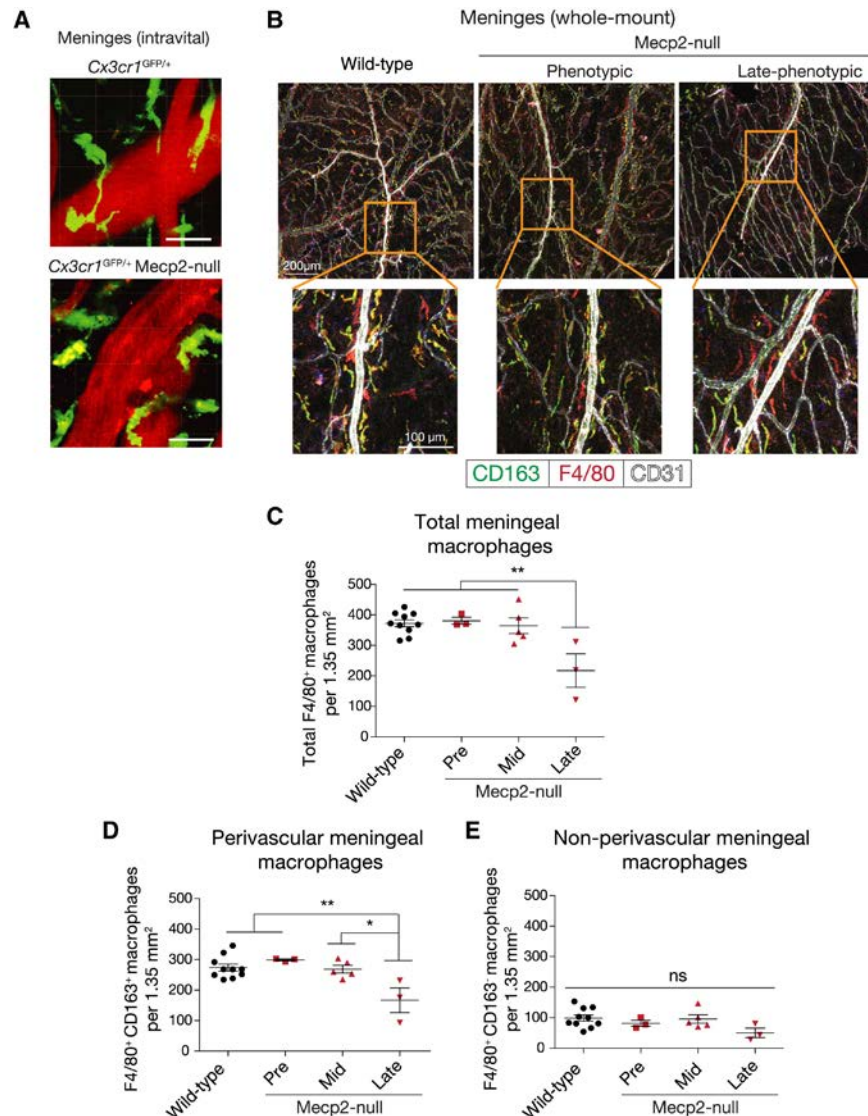 A
Meninges (intravital)
Cx3cr1GFP/+
Cx3cr1GFP/+ Mecp2-null
B
Meninges (whole-mount)
Mecp2-null
Wild-type
Phenotypic
Late-phenotypic
200µm
100 µm
CD163 F4/80 CD31
C
Total meningeal
macrophages
**
Total F4/80+ macrophages
per 1.35 mm2
500
400
300
200
100
0
Wild-type
Pre
Mid
Late
Mecp2-null
D
Perivascular meningeal
macrophages
**
*
F4/80+ CD163+ macrophages
per 1.35 mm2
500
400
300
200
100
0
Wild-type
Pre
Mid
Late
Mecp2-null
E
Non-perivascular meningeal
macrophages
ns
F4/80+ CD163- macrophages
per 1.35 mm2
500
400
300
200
100
0
Wild-type
Pre
Mid
Late
Mecp2-null